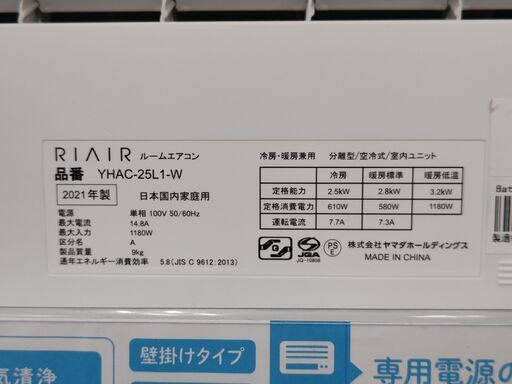 RIAIR ルームエアコン
品番 YHAC-25L1-W
2021年製 日本国内家庭用
電源 単相 100V 50/60Hz
最大電流 14.8A
最大入力 1180W
区分名 A
製品質量 9kg
通年エネルギー消費効率 5.8(JIS C 9612:2013)
冷房・暖房兼用 分離型/空冷式/室内ユニット
冷房 暖房標準 暖房低温
定格能力 2.5kW 2.8kW 3.2kW
定格消費電力 610W 580W 1180W
運転電流 7.7A 7.3A
JQA
JQ-10808
PS
E
株式会社ヤマダホールディングス
MADE IN CHINA
Bat
製造
気清浄
壁掛けタイプ
専用電源の